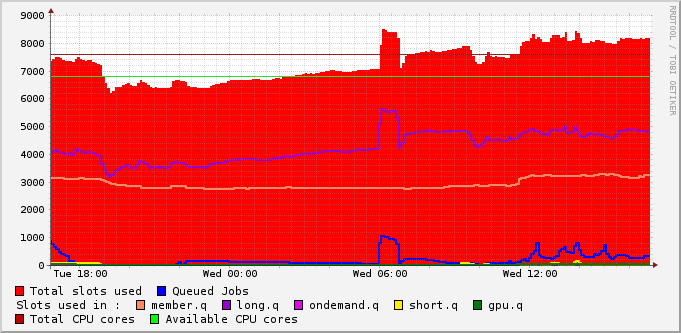 RRDTOOL / TOBI OETIKER
9000
8000
7000
6000
5000
4000
3000
2000
1000
0
Tue 18:00 Wed 00:00 Wed 06:00 Wed 12:00
Total slots used Queued Jobs
Slots used in : member.q long.q ondemand.q short.q gpu.q
Total CPU cores Available CPU cores